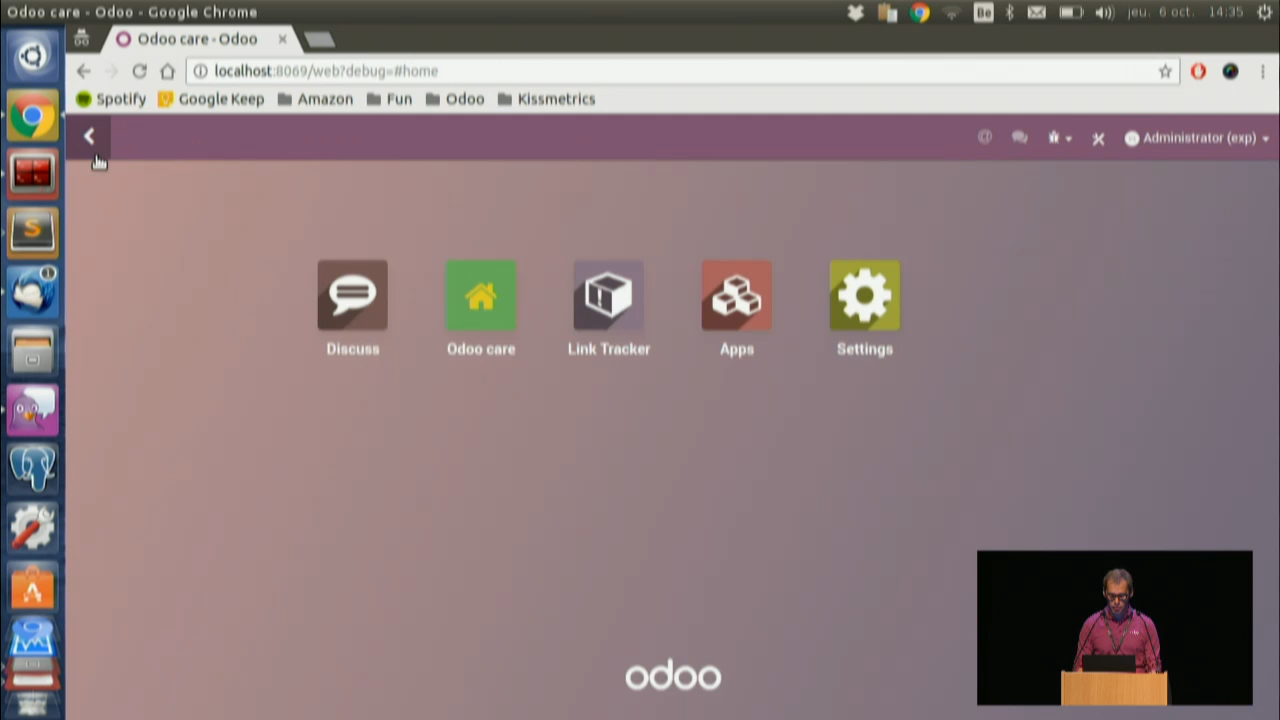 Odoo care - Odoo - Google Chrome
Be
jeu. 6 oct. 14:35
Odoo care - Odoo
localhost:8069/web?debug=#home
Spotify Google Keep Amazon Fun Odoo Kissmetrics
Administrator (exp)
Discuss Odoo care Link Tracker Apps Settings
odoo